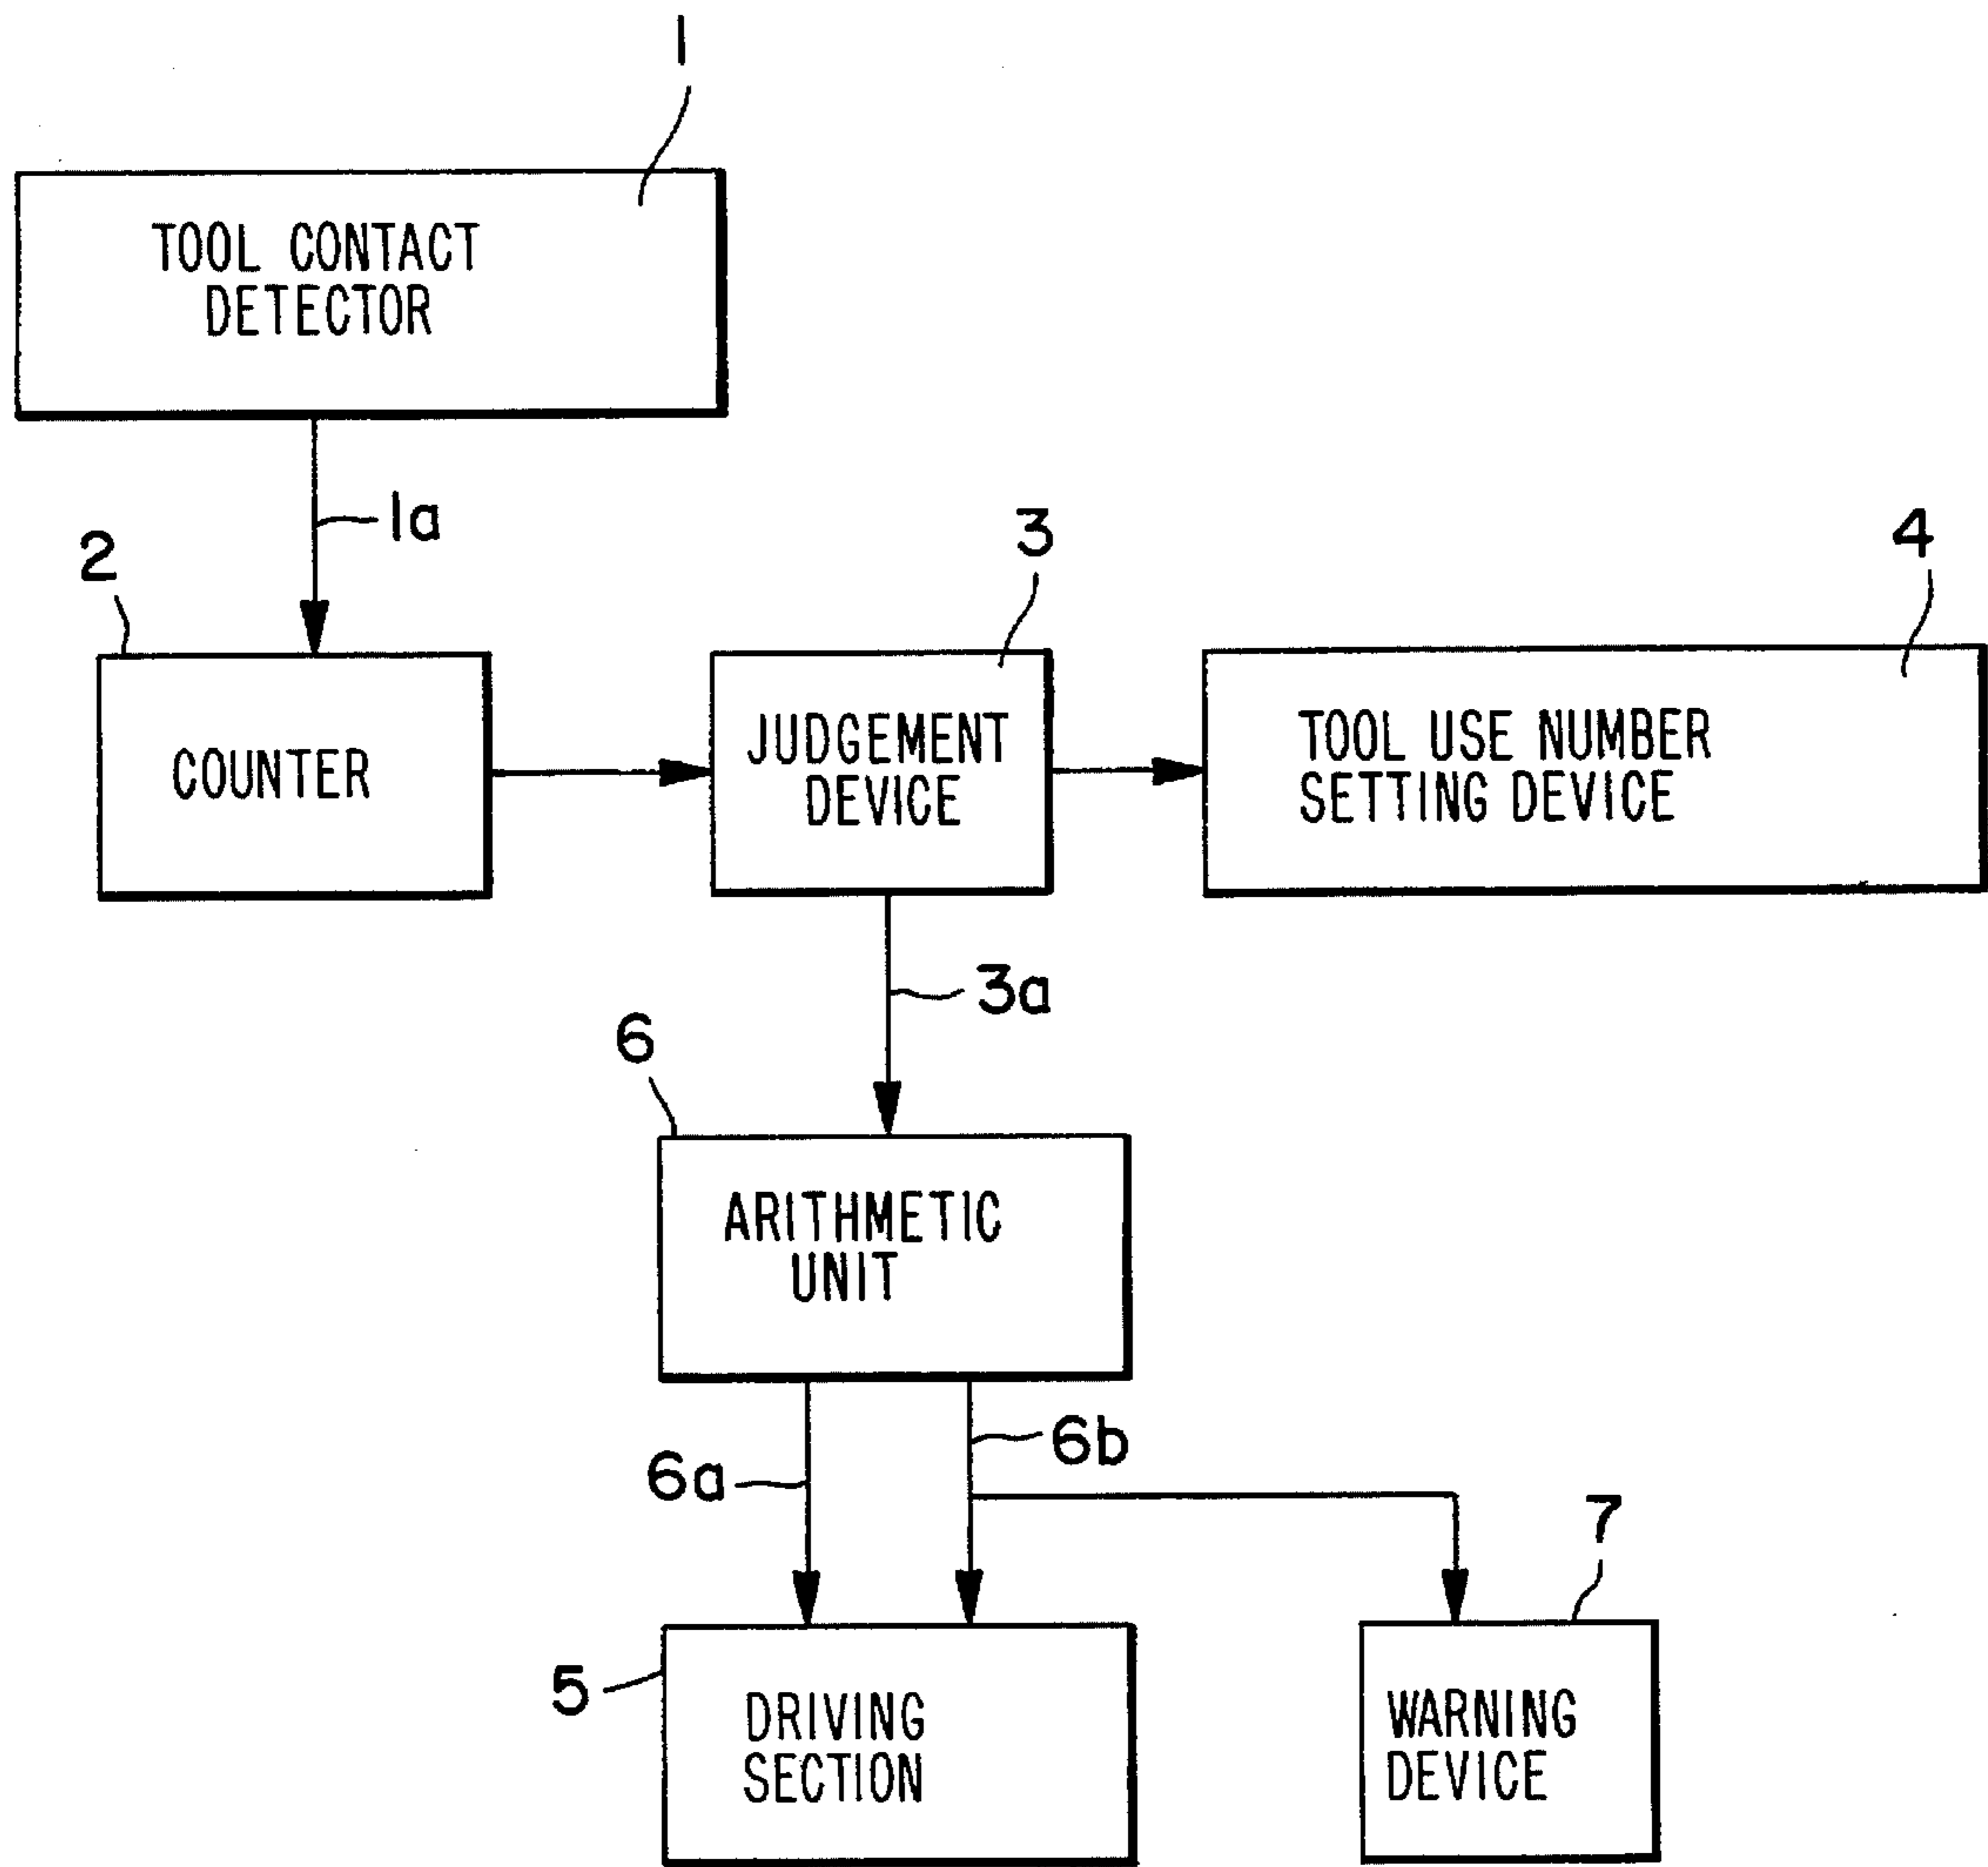 1
TOOL CONTACT
DETECTOR
1a
2
3
4
COUNTER
JUDGEMENT
DEVICE
TOOL USE NUMBER
SETTING DEVICE
3a
6
ARITHMETIC
UNIT
6a
6b
7
5
DRIVING
SECTION
WARNING
DEVICE